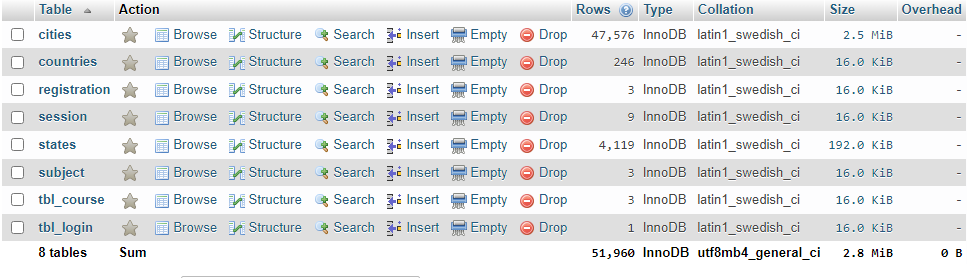 Table Action Rows Type Collation Size Overhead
cities Browse Structure Search Insert Empty Drop 47,576 InnoDB latin1_swedish_ci 2.5 MiB -
countries Browse Structure Search Insert Empty Drop 246 InnoDB latin1_swedish_ci 16.0 KiB -
registration Browse Structure Search Insert Empty Drop 3 InnoDB latin1_swedish_ci 16.0 KiB -
session Browse Structure Search Insert Empty Drop 9 InnoDB latin1_swedish_ci 16.0 KiB -
states Browse Structure Search Insert Empty Drop 4,119 InnoDB latin1_swedish_ci 192.0 KiB -
subject Browse Structure Search Insert Empty Drop 3 InnoDB latin1_swedish_ci 16.0 KiB -
tbl_course Browse Structure Search Insert Empty Drop 3 InnoDB latin1_swedish_ci 16.0 KiB -
tbl_login Browse Structure Search Insert Empty Drop 1 InnoDB latin1_swedish_ci 16.0 KiB -
8 tables Sum 51,960 InnoDB utf8mb4_general_ci 2.8 MiB 0 B